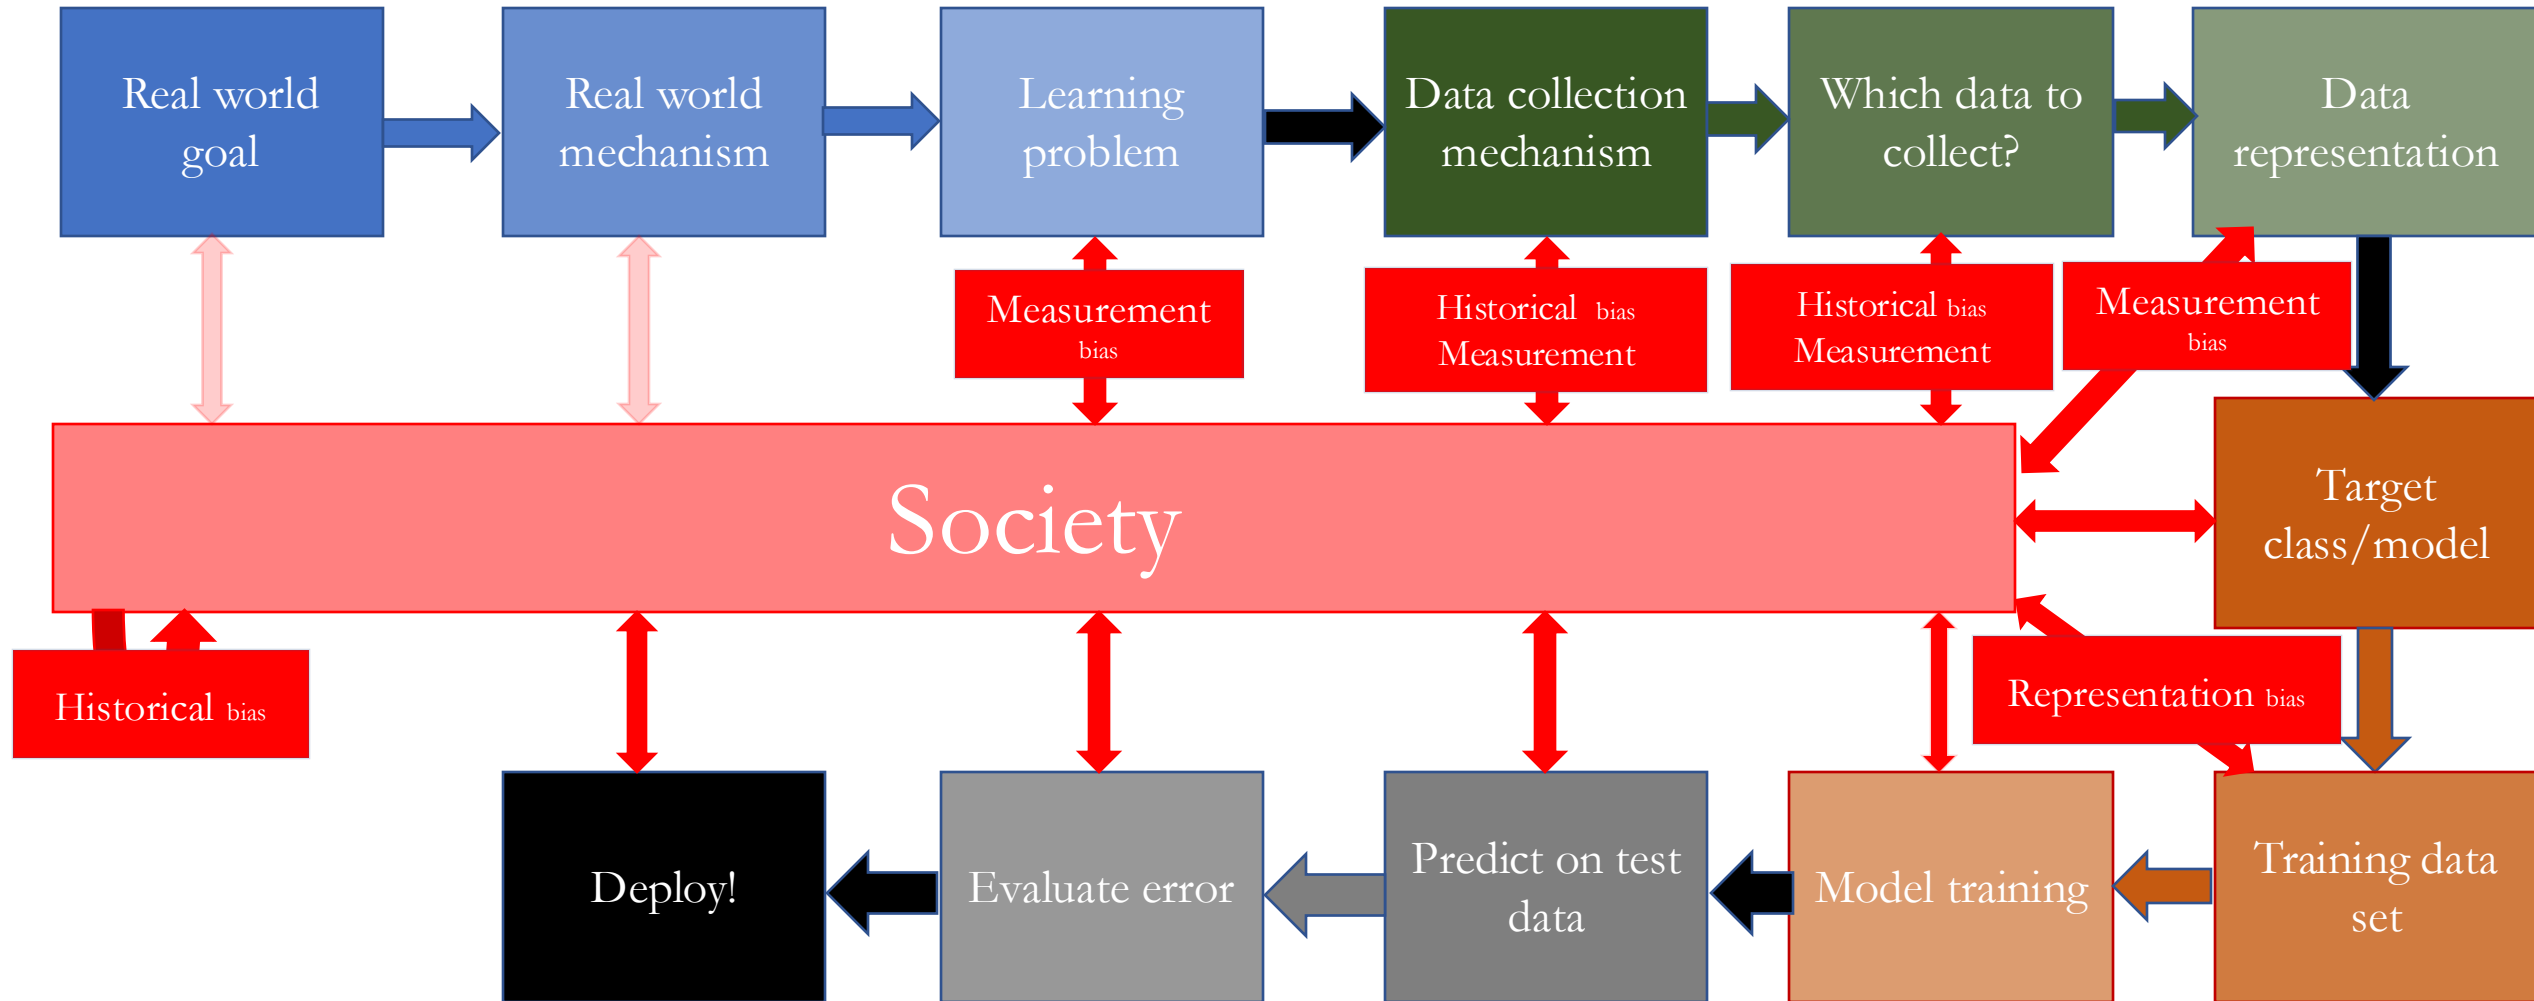 Real world
goal
Real world
mechanism
Learning
problem
Data collection
mechanism
Which data to
collect?
Data
representation
Measurement
bias
Historical bias
Measurement
Historical bias
Measurement
Measurement
bias
Society
Target
class/model
Historical bias
Representation bias
Deploy!
Evaluate error
Predict on test
data
Model training
Training data
set